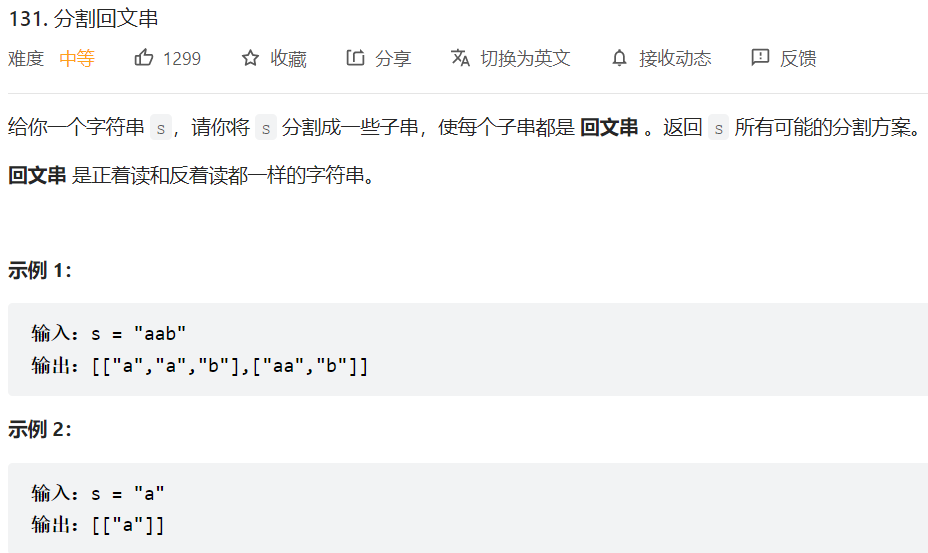 131. 分割回文串
难度 中等 1299 收藏 分享 切换为英文 接收动态 反馈
给你一个字符串 s，请你将 s 分割成一些子串，使每个子串都是 回文串 。返回 s 所有可能的分割方案。
回文串 是正着读和反着读都一样的字符串。
示例 1：
输入：s = "aab"
输出：[["a","a","b"],["aa","b"]]
示例 2：
输入：s = "a"
输出：[["a"]]